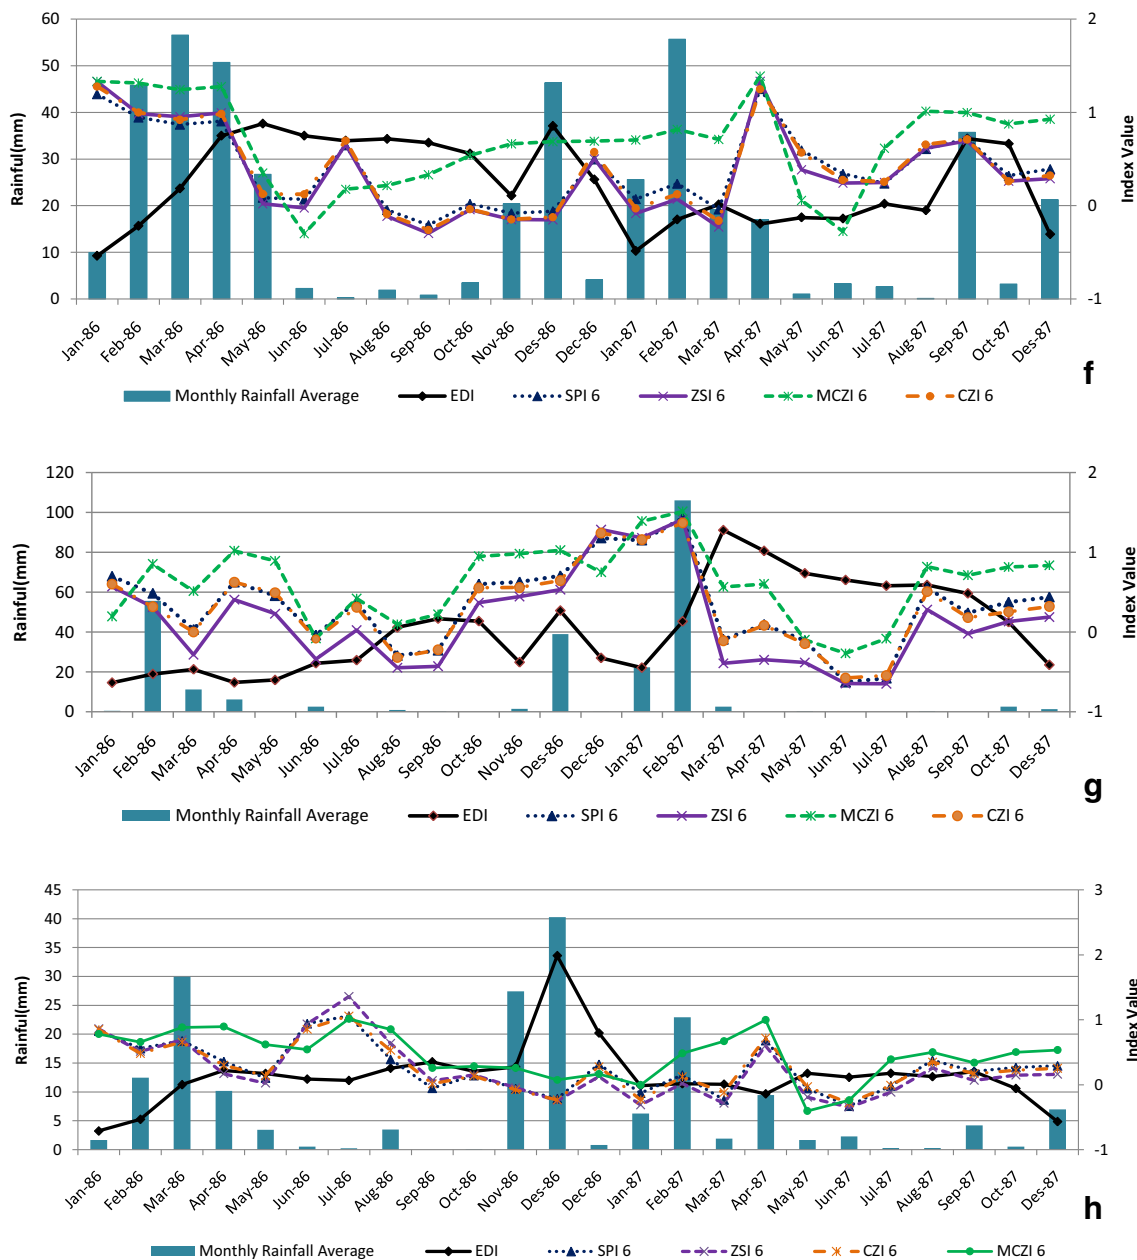 60
50
40
30
20
10
0
Rainful(mm)
2
1
0
-1
Index Value
Jan-86 Feb-86 Mar-86 Apr-86 May-86 Jun-86 Jul-86 Aug-86 Sep-86 Oct-86 Nov-86 Des-86 Dec-86 Jan-87 Feb-87 Mar-87 Apr-87 May-87 Jun-87 Jul-87 Aug-87 Sep-87 Oct-87 Des-87
f
Monthly Rainfall Average EDI SPI 6 ZSI 6 MCZI 6 CZI 6
120
100
80
60
40
20
0
Rainful(mm)
2
1
0
-1
Index Value
Jan-86 Feb-86 Mar-86 Apr-86 May-86 Jun-86 Jul-86 Aug-86 Sep-86 Oct-86 Nov-86 Des-86 Dec-86 Jan-87 Feb-87 Mar-87 Apr-87 May-87 Jun-87 Jul-87 Aug-87 Sep-87 Oct-87 Des-87
g
Monthly Rainfall Average EDI SPI 6 ZSI 6 MCZI 6 CZI 6
45
40
35
30
25
20
15
10
5
0
Rainful(mm)
3
2
1
0
-1
Index Value
Jan-86 Feb-86 Mar-86 Apr-86 May-86 Jun-86 Jul-86 Aug-86 Sep-86 Oct-86 Nov-86 Des-86 Dec-86 Jan-87 Feb-87 Mar-87 Apr-87 May-87 Jun-87 Jul-87 Aug-87 Sep-87 Oct-87 Des-87
h
Monthly Rainfall Average EDI SPI 6 ZSI 6 CZI 6 MCZI 6